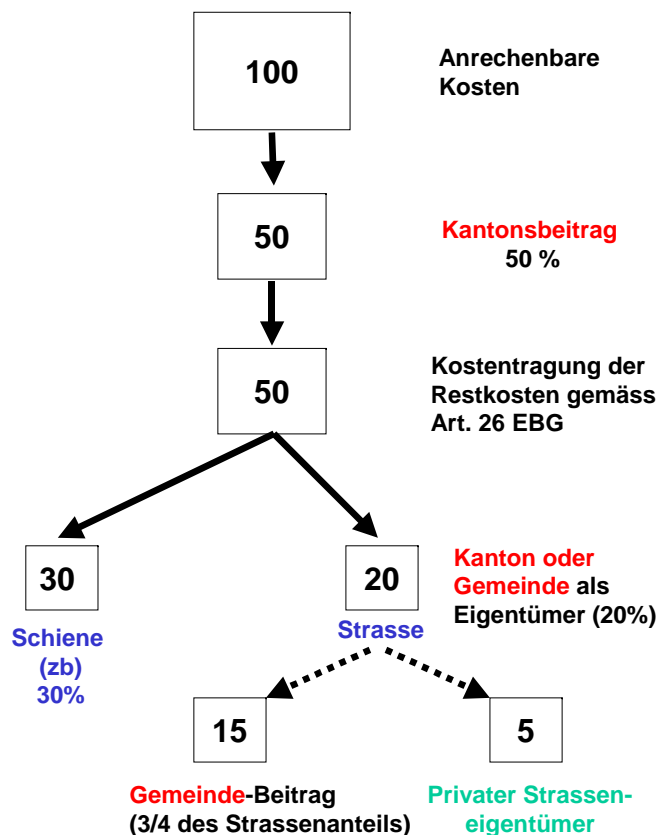 100
Anrechenbare
Kosten
50
Kantonsbeitrag
50 %
50
Kostentragung der
Restkosten gemäss
Art. 26 EBG
30
20
Kanton oder
Gemeinde als
Eigentümer (20%)
Schiene
(zb)
30%
Strasse
15
5
Gemeinde-Beitrag
(3/4 des Strassenanteils)
Privater Strassen-
eigentümer